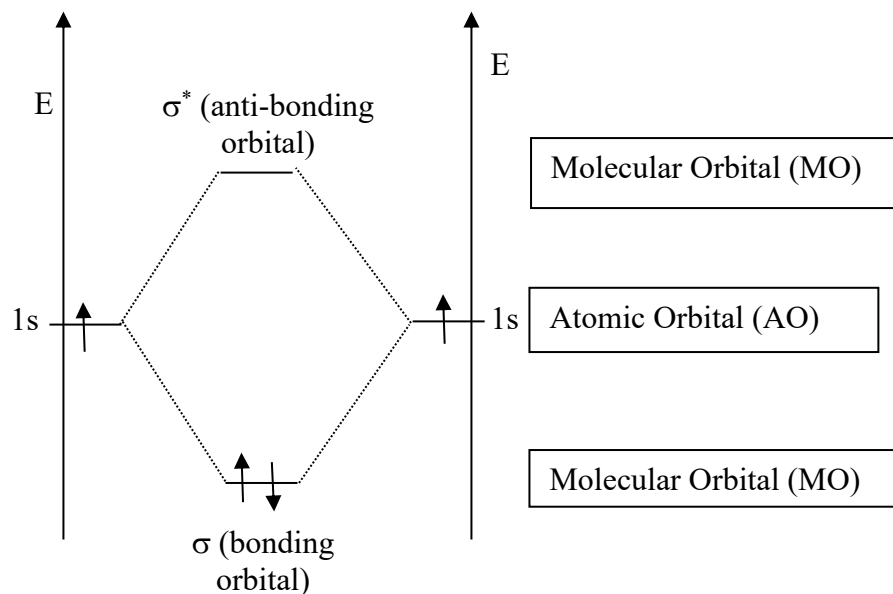 E
E
σ* (anti-bonding
orbital)
Molecular Orbital (MO)
1s
1s
Atomic Orbital (AO)
Molecular Orbital (MO)
σ (bonding
orbital)